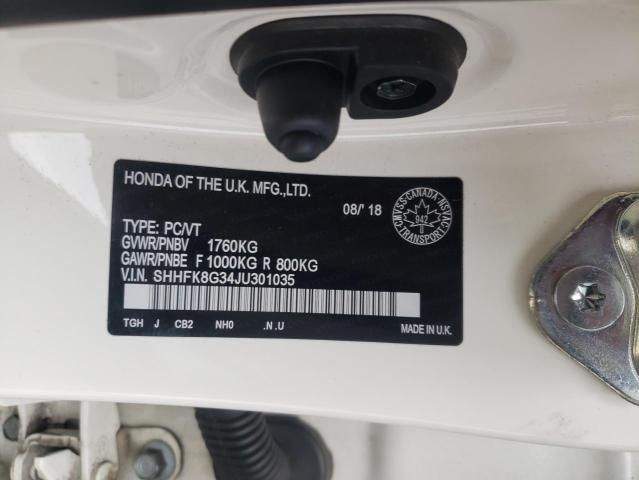 HONDA OF THE U.K. MFG.,LTD.
08/' 18
CANADA
NSVAC
CMVSS
942
TYPE: PC/VT
GVWR/PNBV 1760KG
GAWR/PNBE F 1000KG R 800KG
V.I.N. SHHFK8G34JU301035
TGH J CB2 NH0 .N .U
MADE IN U.K.